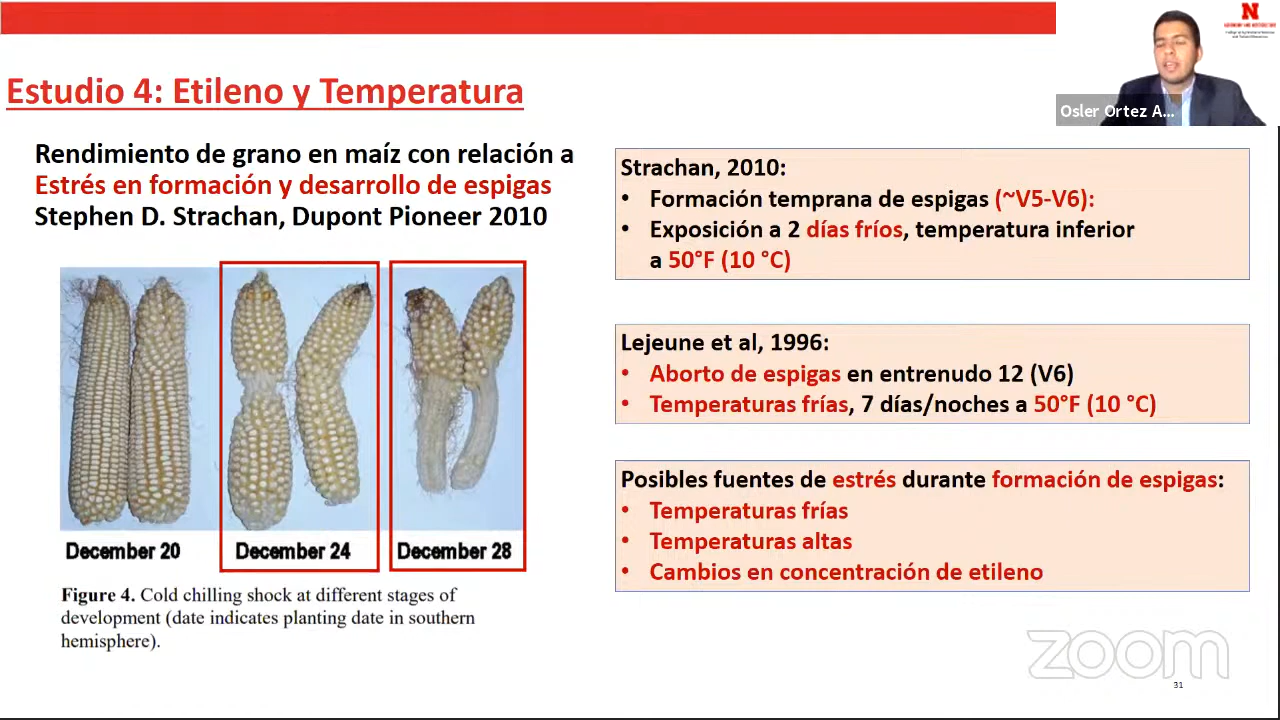 N
Osler Ortez A...
Estudio 4: Etileno y Temperatura
Rendimiento de grano en maíz con relación a
Estrés en formación y desarrollo de espigas
Stephen D. Strachan, Dupont Pioneer 2010
December 20
December 24
December 28
Figure 4. Cold chilling shock at different stages of
development (date indicates planting date in southern
hemisphere).
Strachan, 2010:
• Formación temprana de espigas (~V5-V6):
• Exposición a 2 días fríos, temperatura inferior
a 50°F (10 °C)
Lejeune et al, 1996:
• Aborto de espigas en entrenudo 12 (V6)
• Temperaturas frías, 7 días/noches a 50°F (10 °C)
Posibles fuentes de estrés durante formación de espigas:
• Temperaturas frías
• Temperaturas altas
• Cambios en concentración de etileno
zoom
31